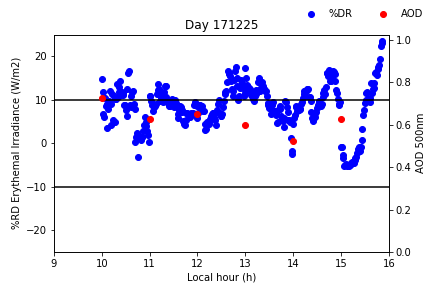 %DR AOD
Day 171225
%RD Erythermal Irradiance (W/m2)
20
10
0
−10
−20
9 10 11 12 13 14 15 16
Local hour (h)
1.0
0.8
0.6
0.4
0.2
0.0
AOD 500nm